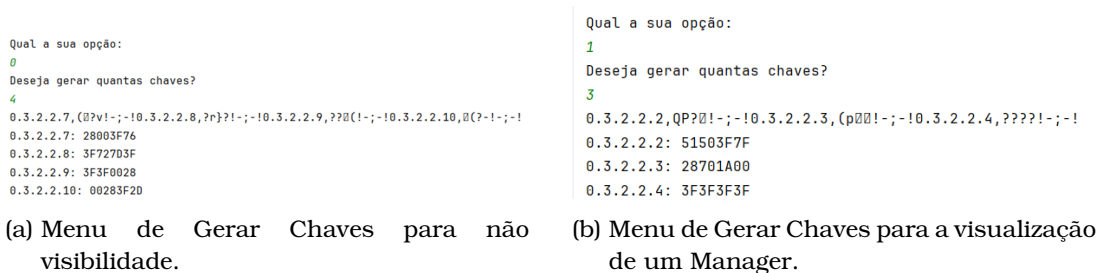 Qual a sua opção:
0
Deseja gerar quantas chaves?
4
0.3.2.2.7,(▯?v!-;-!0.3.2.2.8,?r}?!-;-!0.3.2.2.9,??▯(!-;-!0.3.2.2.10,▯(?-!-;-!
0.3.2.2.7: 28003F76
0.3.2.2.8: 3F727D3F
0.3.2.2.9: 3F3F0028
0.3.2.2.10: 00283F2D
(a) Menu de Gerar Chaves para não
visibilidade.
Qual a sua opção:
1
Deseja gerar quantas chaves?
3
0.3.2.2.2,QP?▯!-;-!0.3.2.2.3,(p▯▯!-;-!0.3.2.2.4,????!-;-!
0.3.2.2.2: 51503F7F
0.3.2.2.3: 28701A00
0.3.2.2.4: 3F3F3F3F
(b) Menu de Gerar Chaves para a visualização
de um Manager.